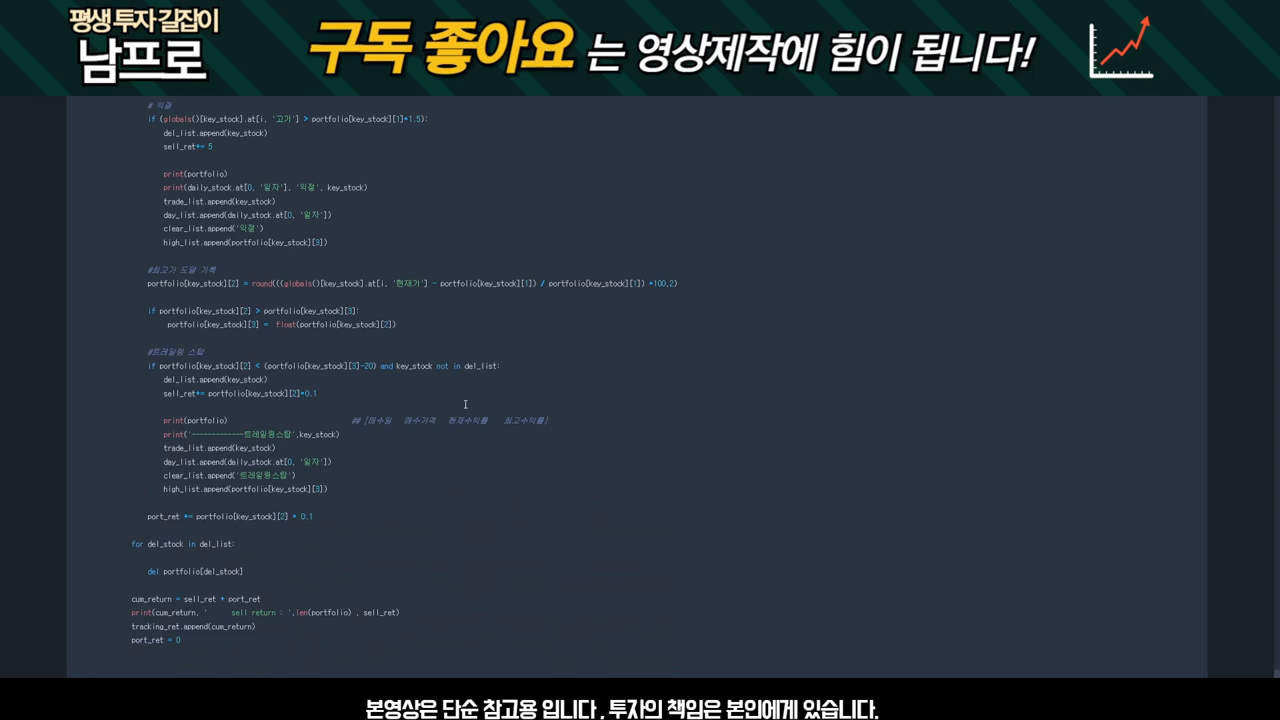 평생 투자 길잡이
남프로
구독 좋아요 는 영상제작에 힘이 됩니다!
# 익절
if (globals()[key_stock].at[i, '고가'] > portfolio[key_stock][1]*1.5):
del_list.append(key_stock)
sell_ret+= 5
print(portfolio)
print(daily_stock.at[0, '일자'], '익절', key_stock)
trade_list.append(key_stock)
day_list.append(daily_stock.at[0, '일자'])
clear_list.append('익절')
high_list.append(portfolio[key_stock][3])
#최고가 도달 기록
portfolio[key_stock][2] = round(((globals()[key_stock].at[i, '현재가'] - portfolio[key_stock][1]) / portfolio[key_stock][1]) *100,2)
if portfolio[key_stock][2] > portfolio[key_stock][3]:
portfolio[key_stock][3] = float(portfolio[key_stock][2])
#트레일링 스탑
if portfolio[key_stock][2] < (portfolio[key_stock][3]-20) and key_stock not in del_list:
del_list.append(key_stock)
sell_ret+= portfolio[key_stock][2]*0.1
print(portfolio) ## [매수일 매수가격 현재수익률 최고수익률]
print('-------------트레일링스탑',key_stock)
trade_list.append(key_stock)
day_list.append(daily_stock.at[0, '일자'])
clear_list.append('트레일링스탑')
high_list.append(portfolio[key_stock][3])
port_ret += portfolio[key_stock][2] * 0.1
for del_stock in del_list:
del portfolio[del_stock]
cum_return = sell_ret + port_ret
print(cum_return, ' sell return : ',len(portfolio) , sell_ret)
tracking_ret.append(cum_return)
port_ret = 0
본영상은 단순 참고용 입니다 , 투자의 책임은 본인에게 있습니다.